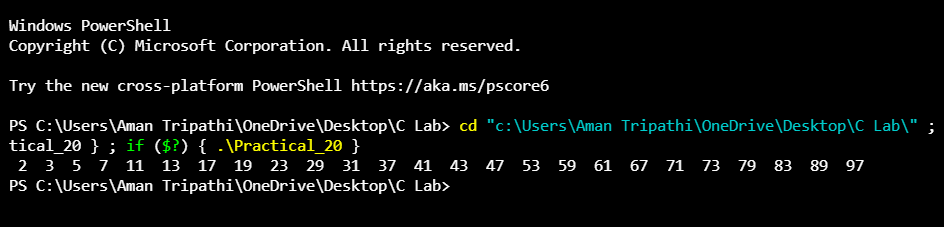 Windows PowerShell
Copyright (C) Microsoft Corporation. All rights reserved.
Try the new cross-platform PowerShell https://aka.ms/pscore6
PS C:\Users\Aman Tripathi\OneDrive\Desktop\C Lab> cd "c:\Users\Aman Tripathi\OneDrive\Desktop\C Lab\" ;
tical_20 } ; if ($?) { .\Practical_20 }
2 3 5 7 11 13 17 19 23 29 31 37 41 43 47 53 59 61 67 71 73 79 83 89 97
PS C:\Users\Aman Tripathi\OneDrive\Desktop\C Lab>